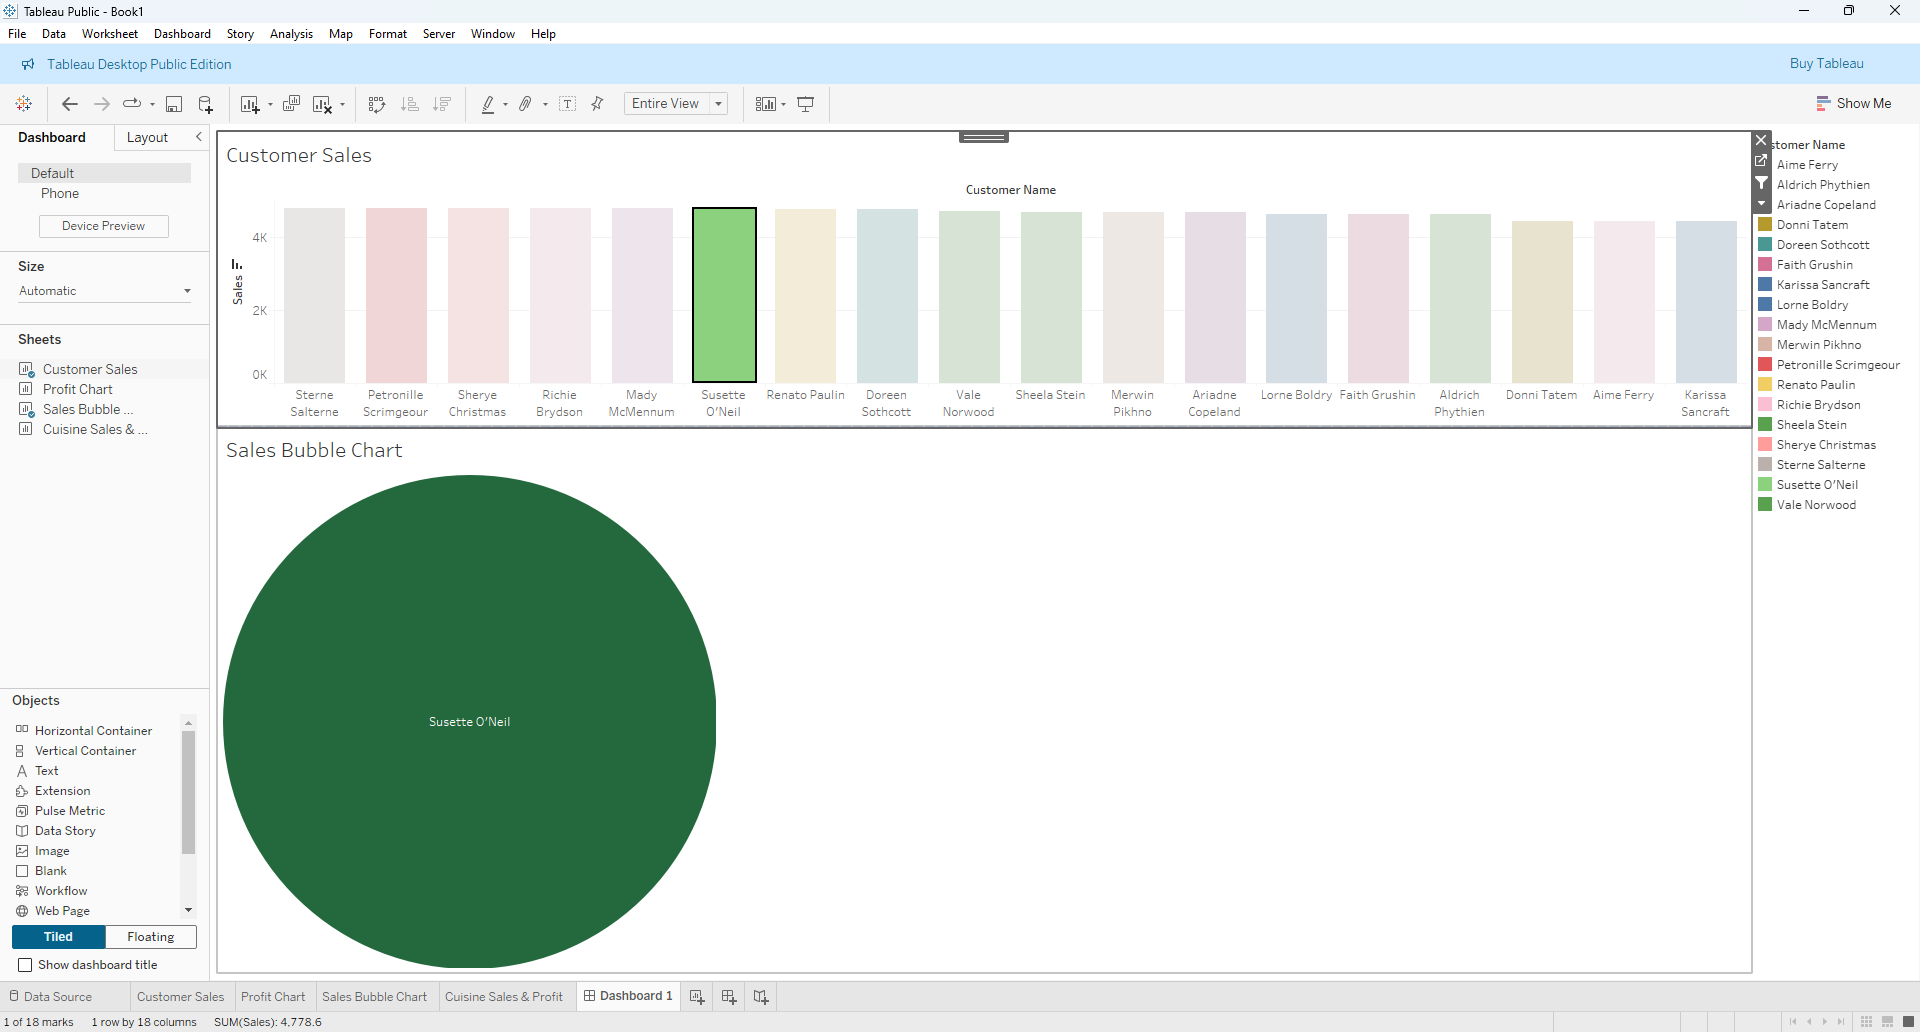 Tableau Public - Book1
File Data Worksheet Dashboard Story Analysis Map Format Server Window Help
Tableau Desktop Public Edition
Buy Tableau
Entire View
Show Me
Dashboard
Layout
Default
Phone
Device Preview
Size
Automatic
Sheets
Customer Sales
Profit Chart
Sales Bubble ...
Cuisine Sales & ...
Objects
Horizontal Container
Vertical Container
Text
Extension
Pulse Metric
Data Story
Image
Blank
Workflow
Web Page
Tiled
Floating
Show dashboard title
Customer Sales
Customer Name
Sales
4K
2K
0K
Sterne
Salterne
Petronille
Scrimgeour
Sherye
Christmas
Richie
Brydson
Mady
McMennum
Susette
O'Neil
Renato Paulin
Doreen
Sothcott
Vale
Norwood
Sheela Stein
Merwin
Pikhno
Ariadne
Copeland
Lorne Boldry
Faith Grushin
Aldrich
Phythien
Donni Tatem
Aime Ferry
Karissa
Sancraft
Sales Bubble Chart
Susette O'Neil
stomer Name
Aime Ferry
Aldrich Phythien
Ariadne Copeland
Donni Tatem
Doreen Sothcott
Faith Grushin
Karissa Sancraft
Lorne Boldry
Mady McMennum
Merwin Pikhno
Petronille Scrimgeour
Renato Paulin
Richie Brydson
Sheela Stein
Sherye Christmas
Sterne Salterne
Susette O'Neil
Vale Norwood
Data Source
Customer Sales
Profit Chart
Sales Bubble Chart
Cuisine Sales & Profit
Dashboard 1
1 of 18 marks 1 row by 18 columns SUM(Sales): 4,778.6